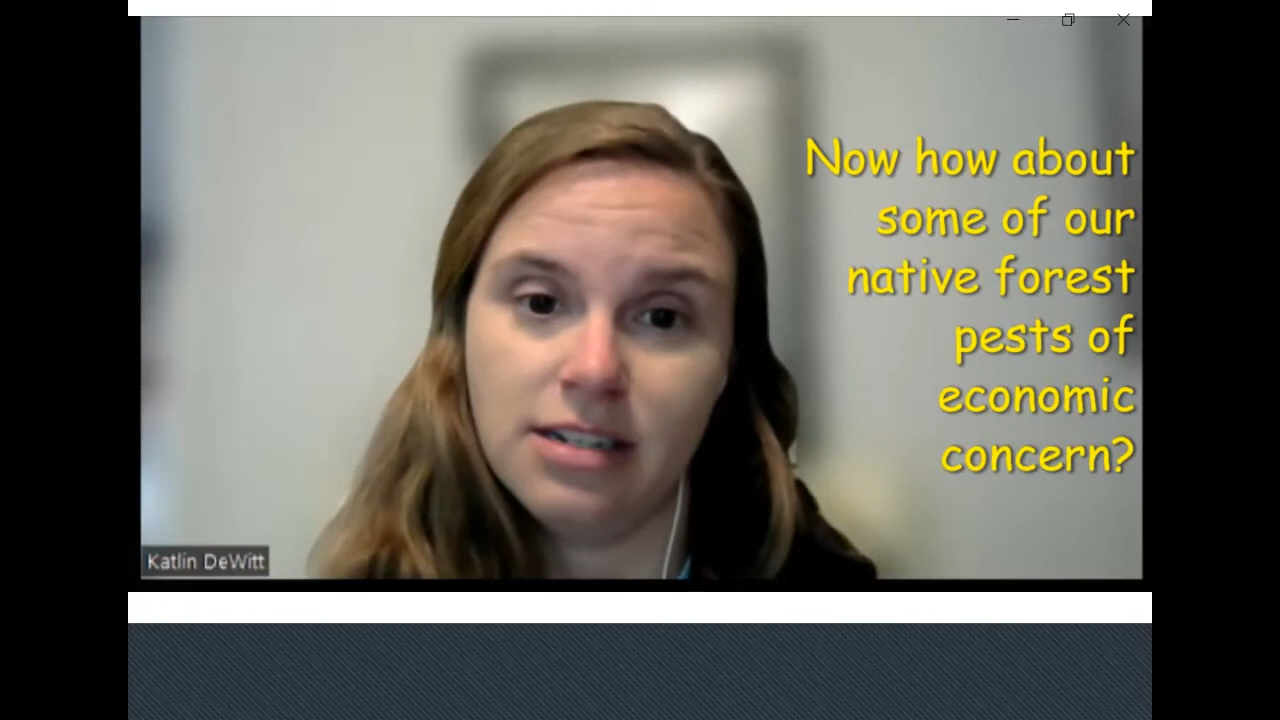 Now how about
some of our
native forest
pests of
economic
concern?
Katlin DeWitt